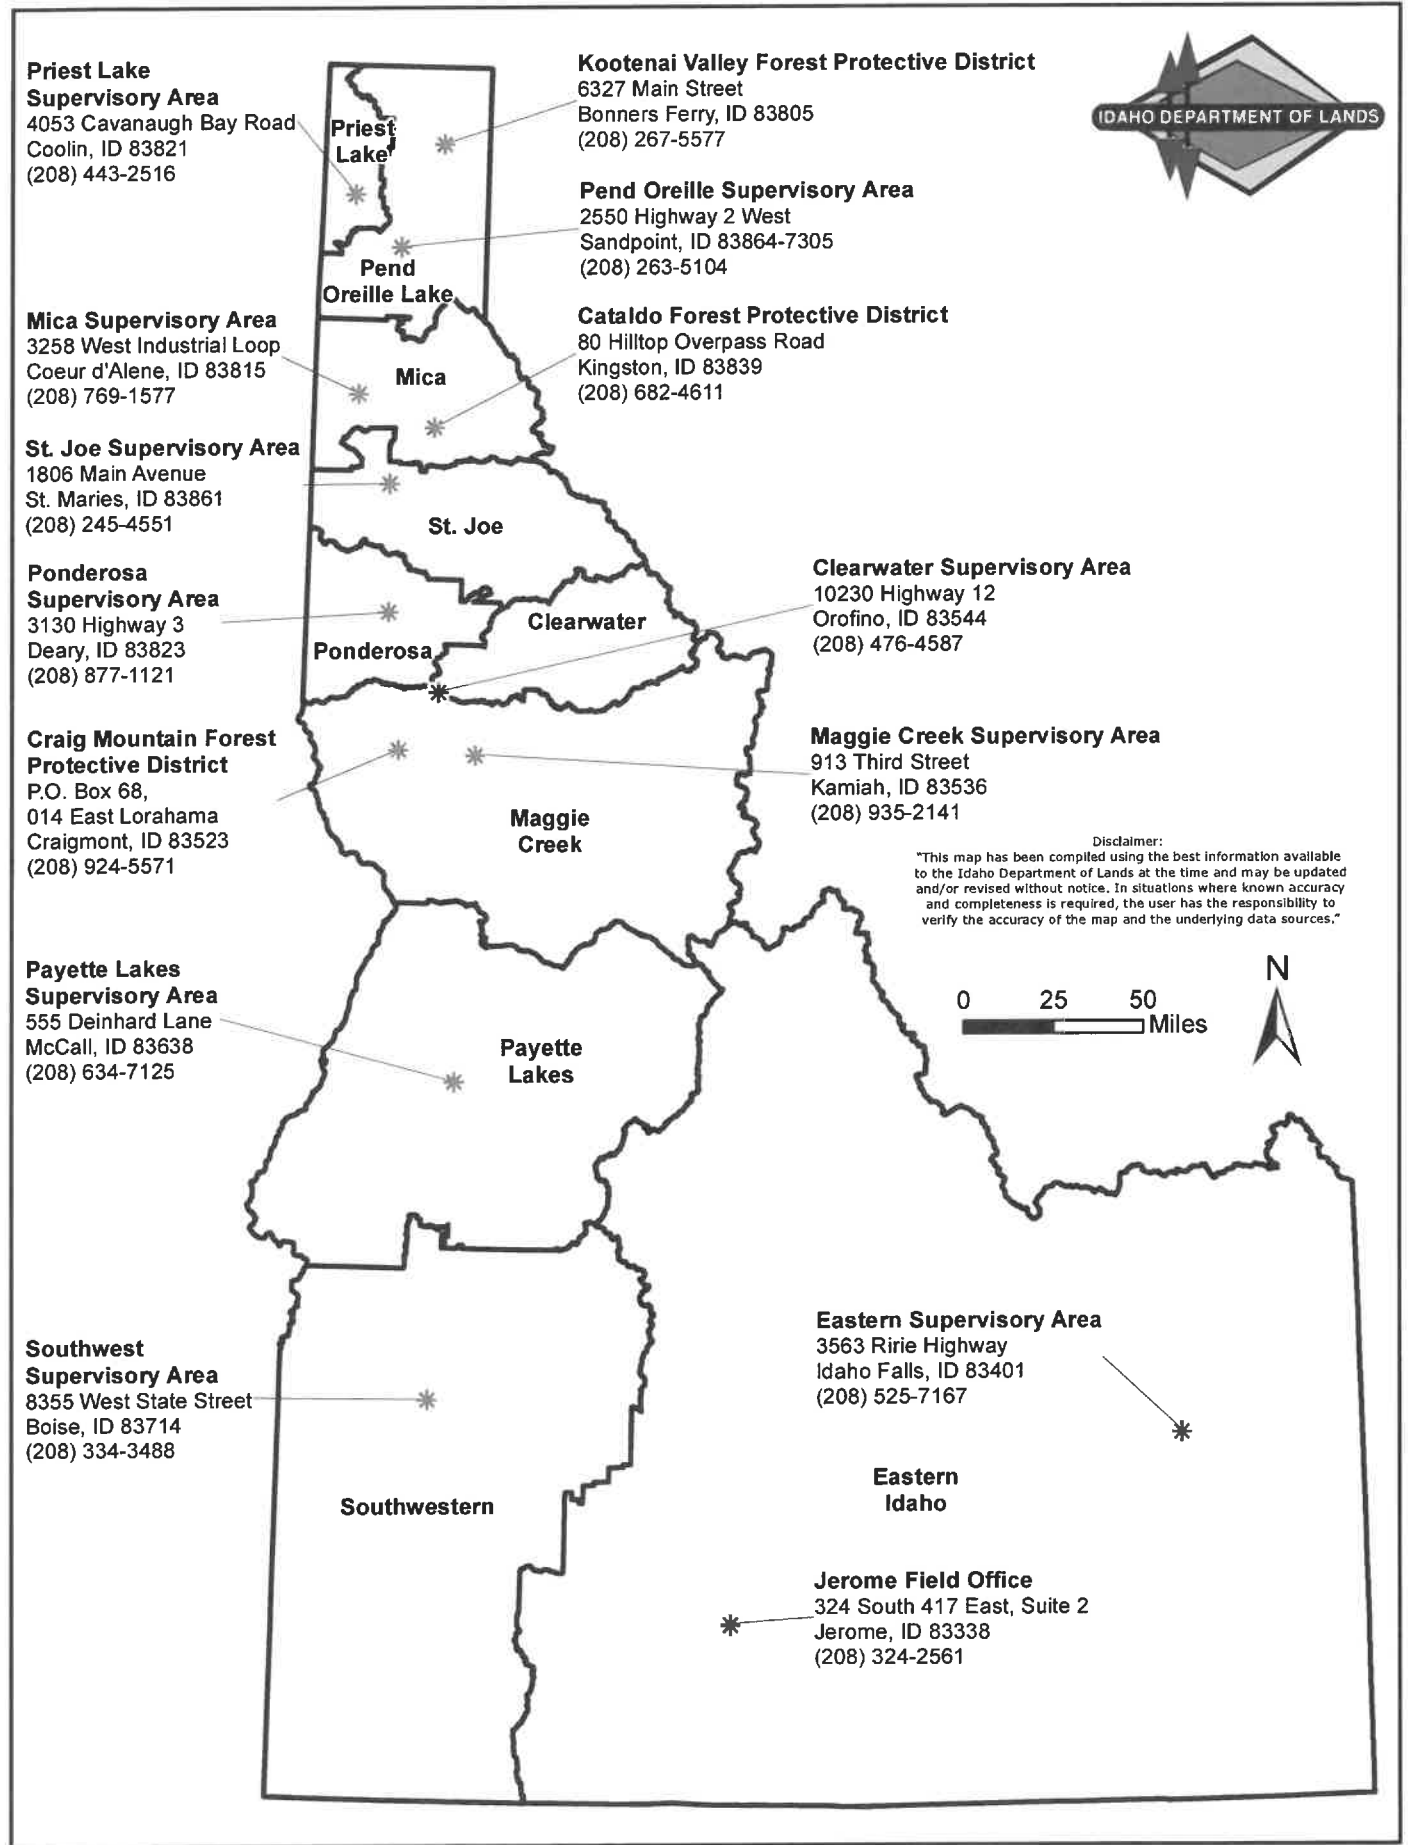 Priest Lake
Supervisory Area
4053 Cavanaugh Bay Road
Coolin, ID 83821
(208) 443-2516
Kootenai Valley Forest Protective District
6327 Main Street
Bonners Ferry, ID 83805
(208) 267-5577
IDAHO DEPARTMENT OF LANDS
Priest
Lake
Pend Oreille Supervisory Area
2550 Highway 2 West
Sandpoint, ID 83864-7305
(208) 263-5104
Pend
Oreille Lake
Mica Supervisory Area
3258 West Industrial Loop
Coeur d'Alene, ID 83815
(208) 769-1577
Cataldo Forest Protective District
80 Hilltop Overpass Road
Kingston, ID 83839
(208) 682-4611
Mica
St. Joe Supervisory Area
1806 Main Avenue
St. Maries, ID 83861
(208) 245-4551
St. Joe
Ponderosa
Supervisory Area
3130 Highway 3
Deary, ID 83823
(208) 877-1121
Clearwater Supervisory Area
10230 Highway 12
Orofino, ID 83544
(208) 476-4587
Clearwater
Ponderosa
Craig Mountain Forest
Protective District
P.O. Box 68,
014 East Lorahama
Craigmont, ID 83523
(208) 924-5571
Maggie Creek Supervisory Area
913 Third Street
Kamiah, ID 83536
(208) 935-2141
Maggie
Creek
Disclaimer:
"This map has been compiled using the best information available
to the Idaho Department of Lands at the time and may be updated
and/or revised without notice. In situations where known accuracy
and completeness is required, the user has the responsibility to
verify the accuracy of the map and the underlying data sources."
N
0 25 50
Miles
Payette Lakes
Supervisory Area
555 Deinhard Lane
McCall, ID 83638
(208) 634-7125
Payette
Lakes
Southwest
Supervisory Area
8355 West State Street
Boise, ID 83714
(208) 334-3488
Eastern Supervisory Area
3563 Ririe Highway
Idaho Falls, ID 83401
(208) 525-7167
Eastern
Idaho
Southwestern
Jerome Field Office
324 South 417 East, Suite 2
Jerome, ID 83338
(208) 324-2561